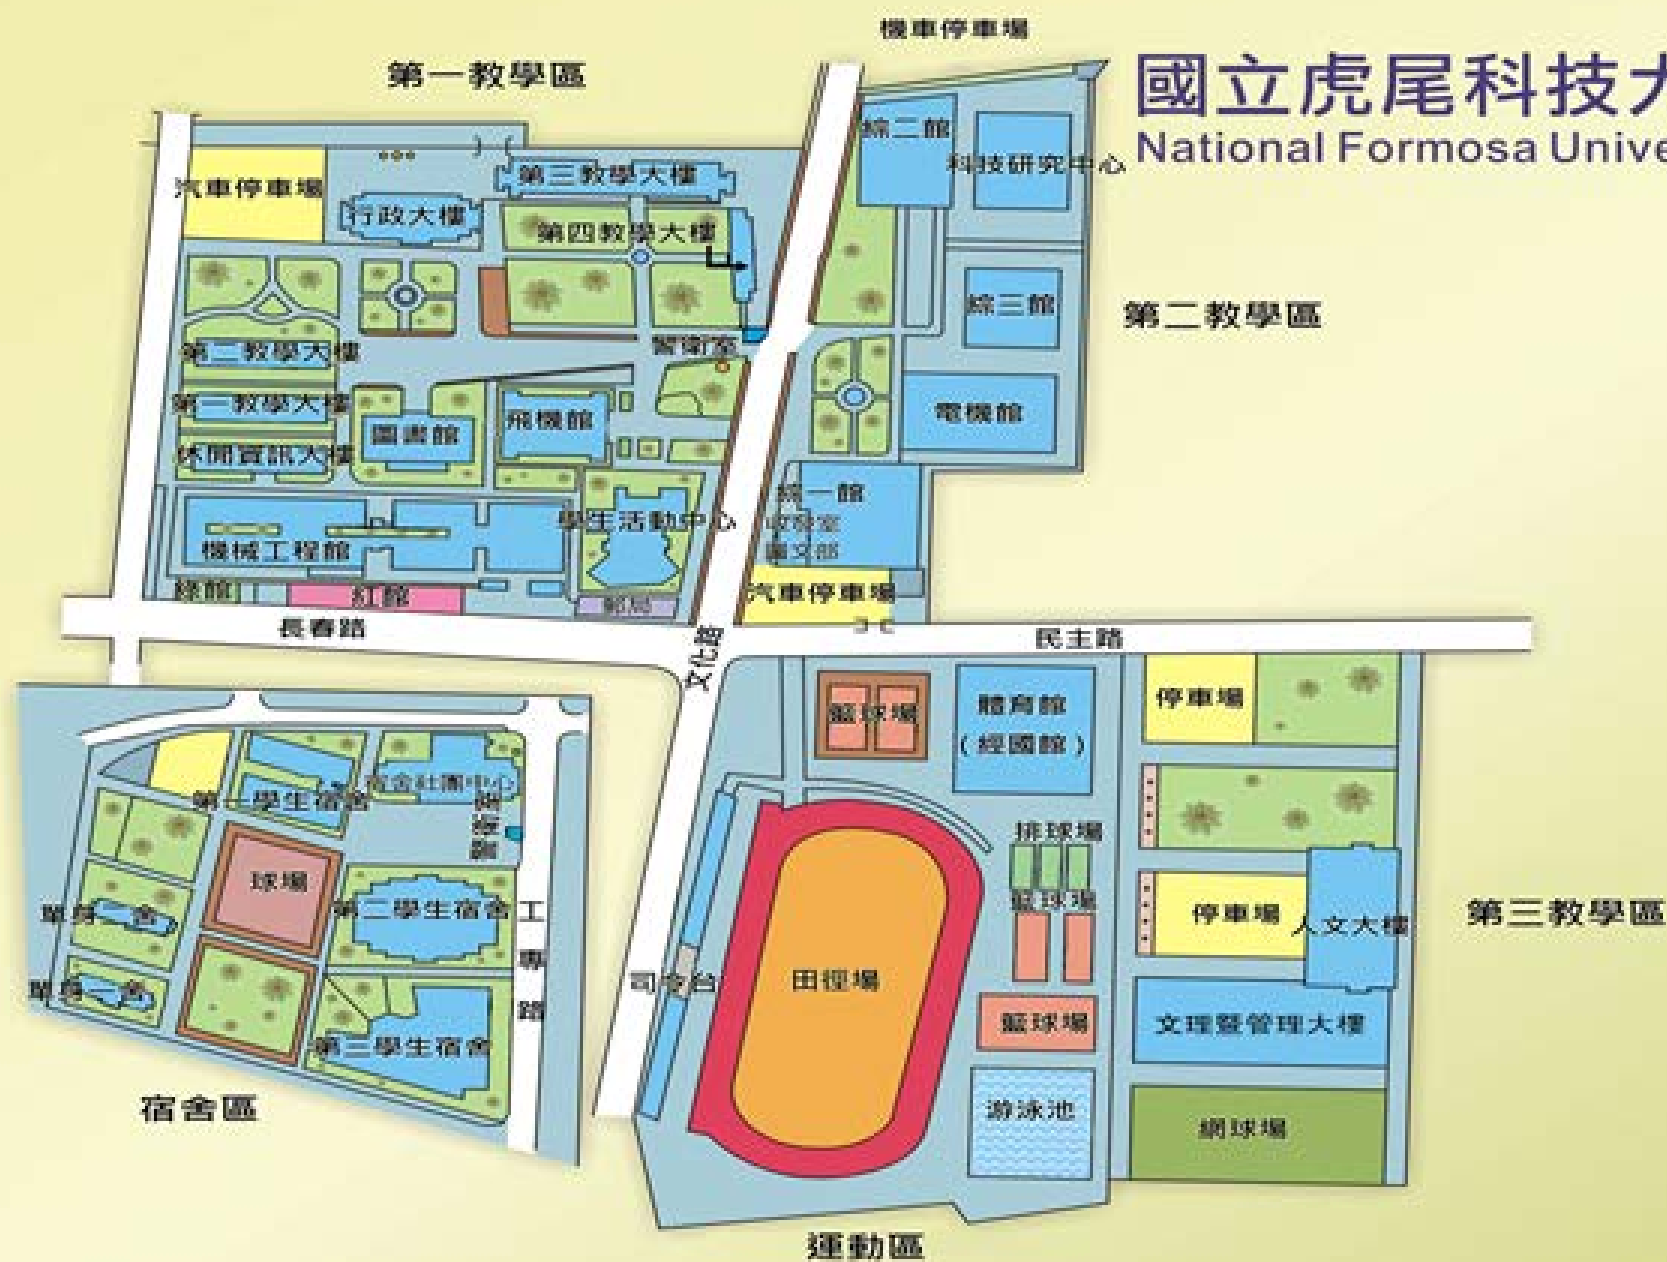 機車停車場
第一教學區
國立虎尾科技大
National Formosa Unive
綜二館
科技研究中心
汽車停車場
第三教學大樓
行政大樓
第四教學大樓
綜三館
第二教學區
警衛室
第二教學大樓
第一教學大樓
圖書館
飛機館
電機館
休閒資訊大樓
綜一館
收發室
圖文部
學生活動中心
機械工程館
綠館
紅館
郵局
汽車停車場
長春路
文化路
民主路
籃球場
體育館
(經國館)
停車場
宿舍社團中心
第一學生宿舍
警衛室
排球場
球場
籃球場
單身一舍
第二學生宿舍
工專路
停車場
人文大樓
第三教學區
司令台
田徑場
單身
舍
籃球場
文理暨管理大樓
第三學生宿舍
宿舍區
游泳池
網球場
運動區